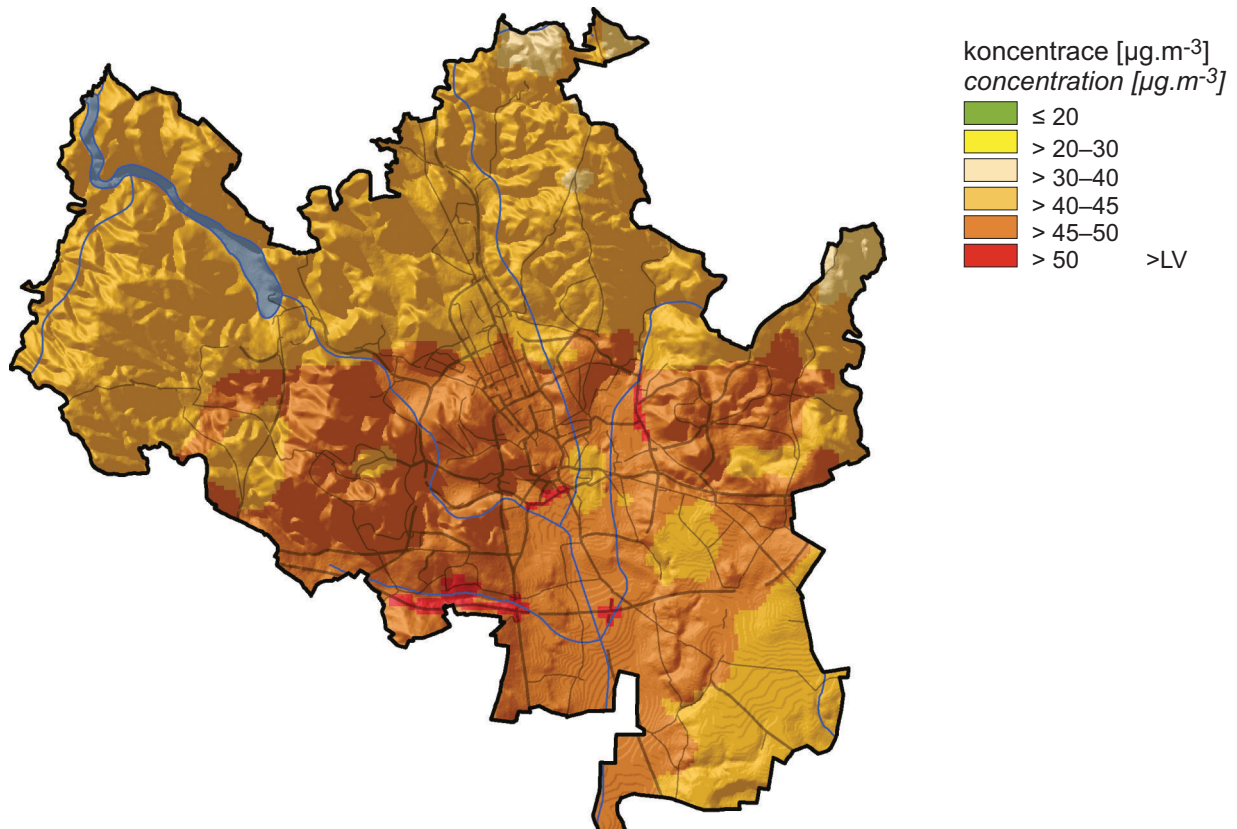 koncentrace [µg.m-3]
concentration [µg.m-3]
≤ 20
> 20–30
> 30–40
> 40–45
> 45–50
> 50 >LV